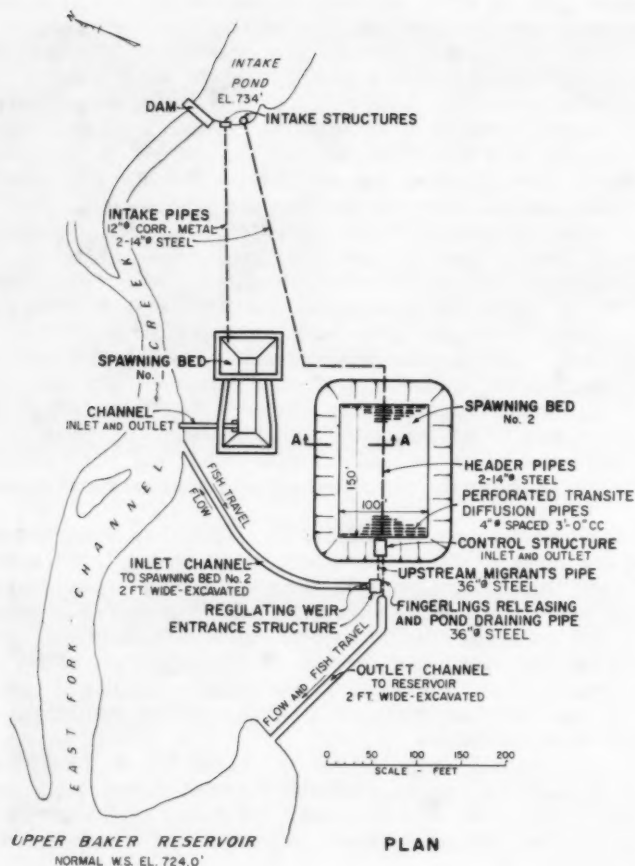 INTAKE
POND
EL. 734'
DAM
INTAKE STRUCTURES
INTAKE PIPES
12"ø CORR. METAL
2-14"ø STEEL
CREEK
SPAWNING BED
No. 1
CHANNEL
INLET AND OUTLET
A
A
SPAWNING BED
No. 2
150'
100'
HEADER PIPES
2-14"ø STEEL
PERFORATED TRANSITE
DIFFUSION PIPES
4"ø SPACED 3'-0"CC
CONTROL STRUCTURE
INLET AND OUTLET
FISH TRAVEL
FLOW
INLET CHANNEL
TO SPAWNING BED No. 2
2 FT. WIDE-EXCAVATED
UPSTREAM MIGRANTS PIPE
36"ø STEEL
REGULATING WEIR
ENTRANCE STRUCTURE
FINGERLINGS RELEASING
AND POND DRAINING PIPE
36"ø STEEL
FLOW AND FISH TRAVEL
OUTLET CHANNEL
TO RESERVOIR
2 FT. WIDE-EXCAVATED
EAST FORK - CHANNEL
0 50 100 150 200
SCALE - FEET
UPPER BAKER RESERVOIR
NORMAL W.S. EL. 724.0'
PLAN